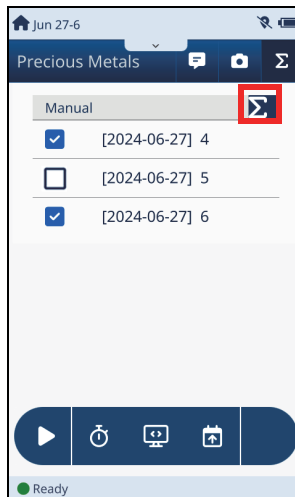 Jun 27-6
Precious Metals Σ
Manual Σ
[2024-06-27] 4
[2024-06-27] 5
[2024-06-27] 6
Ready